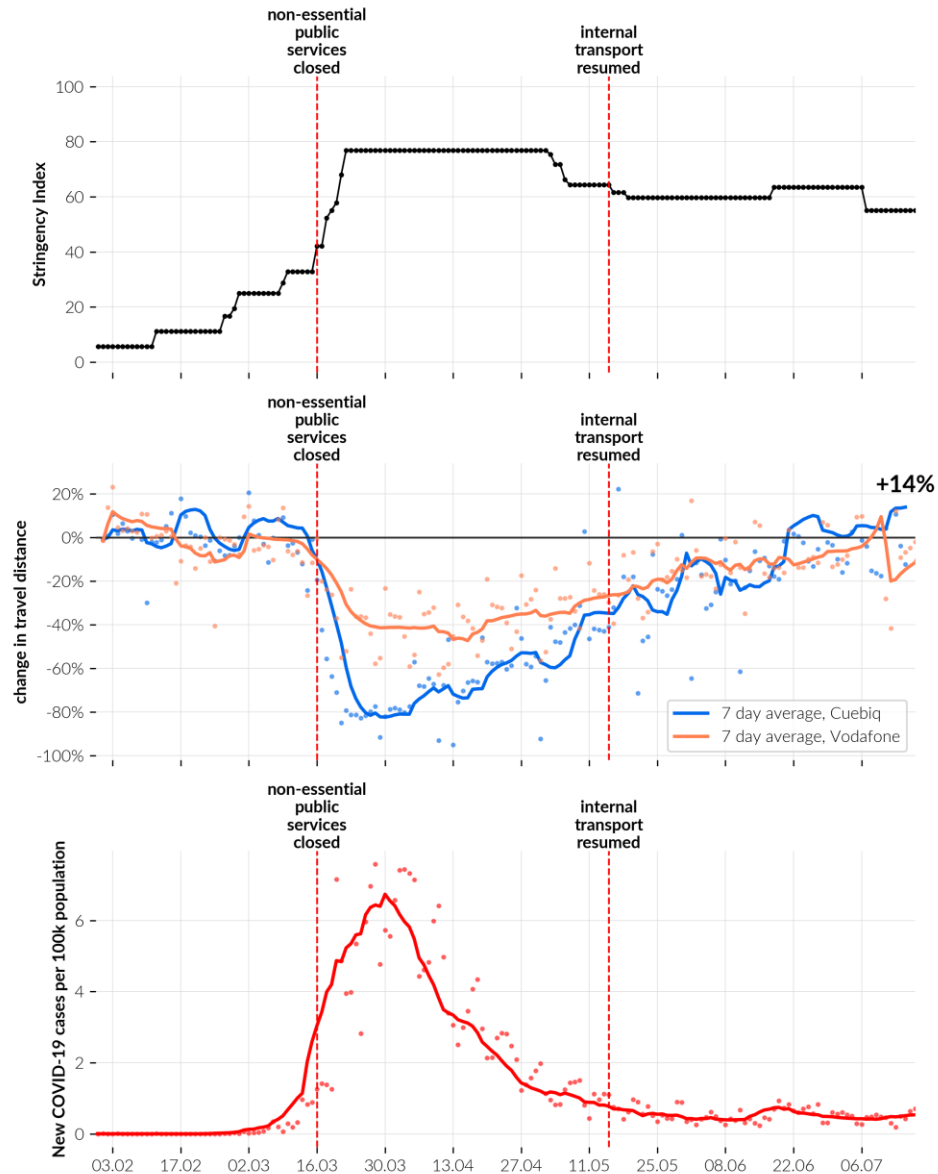 non-essential
public
services
closed
internal
transport
resumed
100
80
60
40
20
0
Stringency Index
non-essential
public
services
closed
internal
transport
resumed
+14%
20%
0%
-20%
-40%
-60%
-80%
-100%
change in travel distance
7 day average, Cuebiq
7 day average, Vodafone
non-essential
public
services
closed
internal
transport
resumed
6
4
2
0
New COVID-19 cases per 100k population
03.02 17.02 02.03 16.03 30.03 13.04 27.04 11.05 25.05 08.06 22.06 06.07